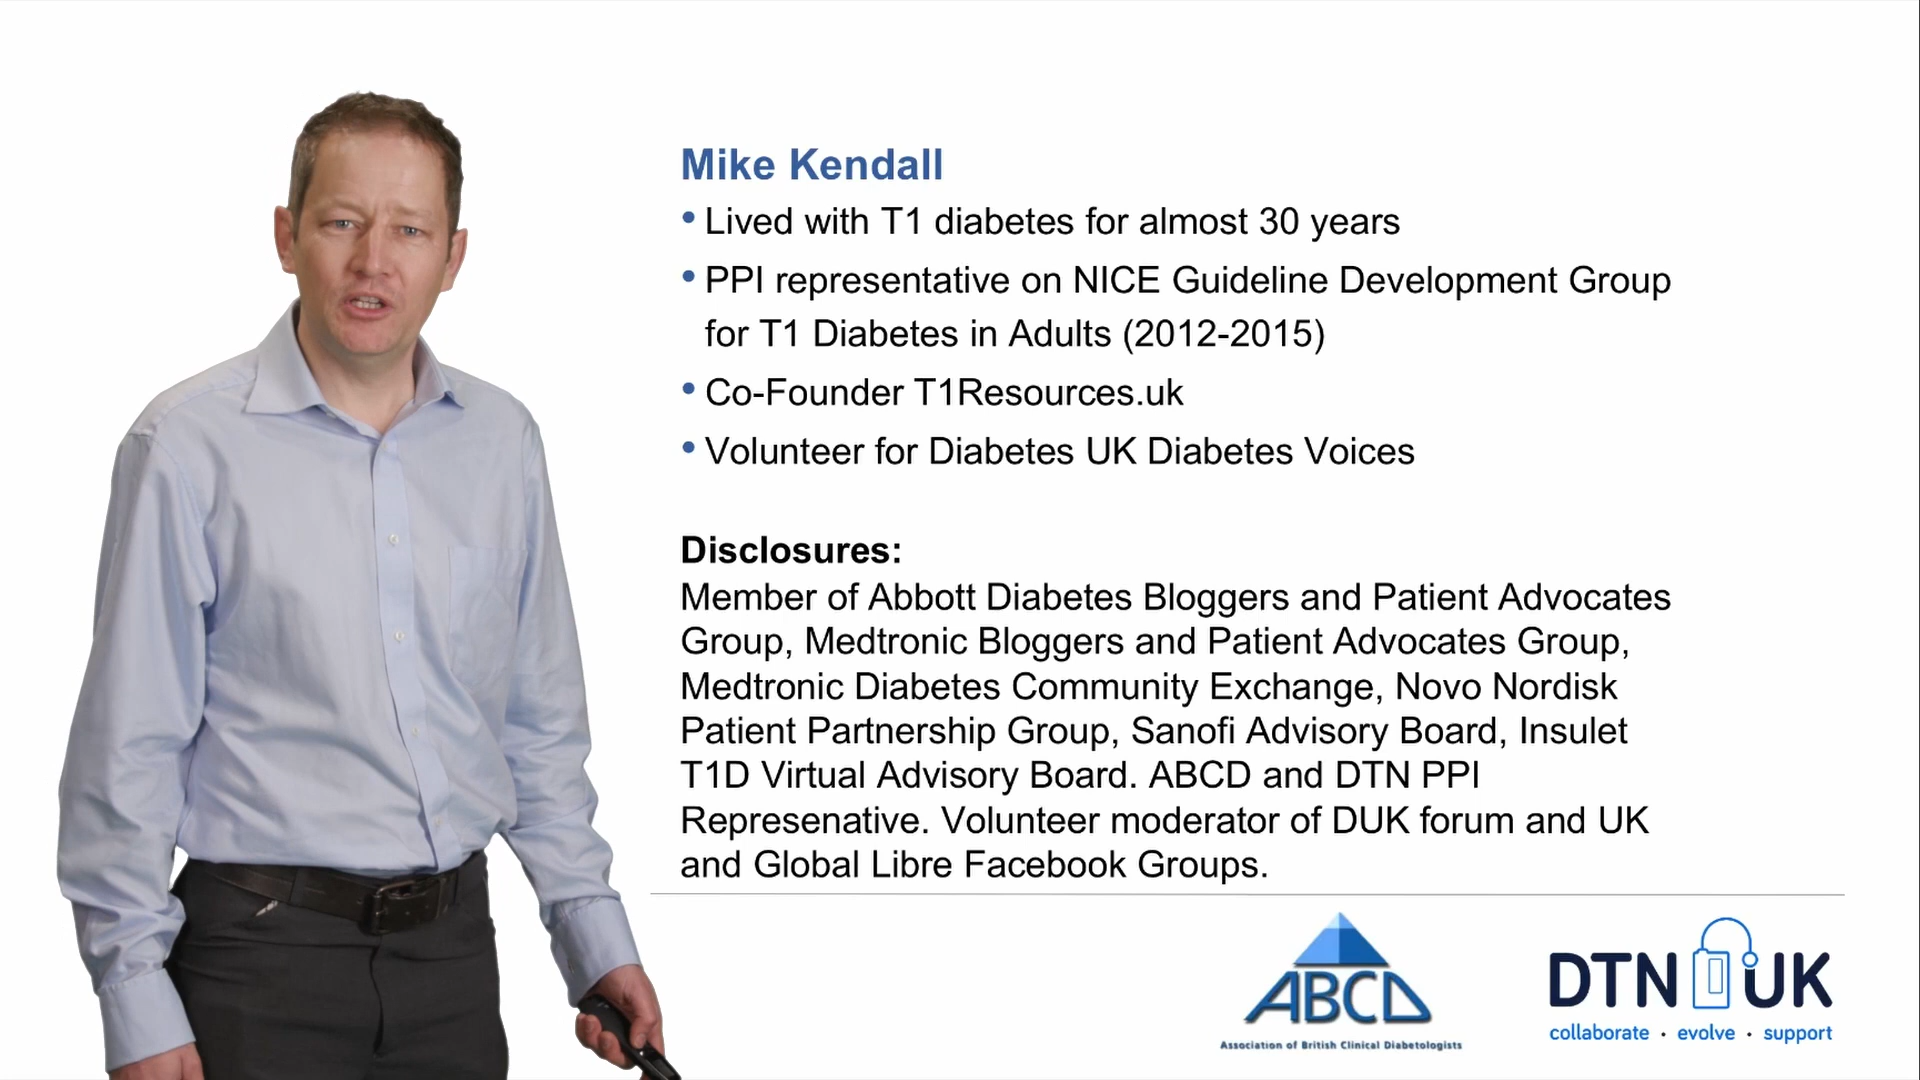 Mike Kendall
• Lived with T1 diabetes for almost 30 years
• PPI representative on NICE Guideline Development Group
for T1 Diabetes in Adults (2012-2015)
• Co-Founder T1Resources.uk
• Volunteer for Diabetes UK Diabetes Voices
Disclosures:
Member of Abbott Diabetes Bloggers and Patient Advocates
Group, Medtronic Bloggers and Patient Advocates Group,
Medtronic Diabetes Community Exchange, Novo Nordisk
Patient Partnership Group, Sanofi Advisory Board, Insulet
T1D Virtual Advisory Board. ABCD and DTN PPI
Represenative. Volunteer moderator of DUK forum and UK
and Global Libre Facebook Groups.
ABCD
Association of British Clinical Diabetologists
DTN UK
collaborate · evolve · support